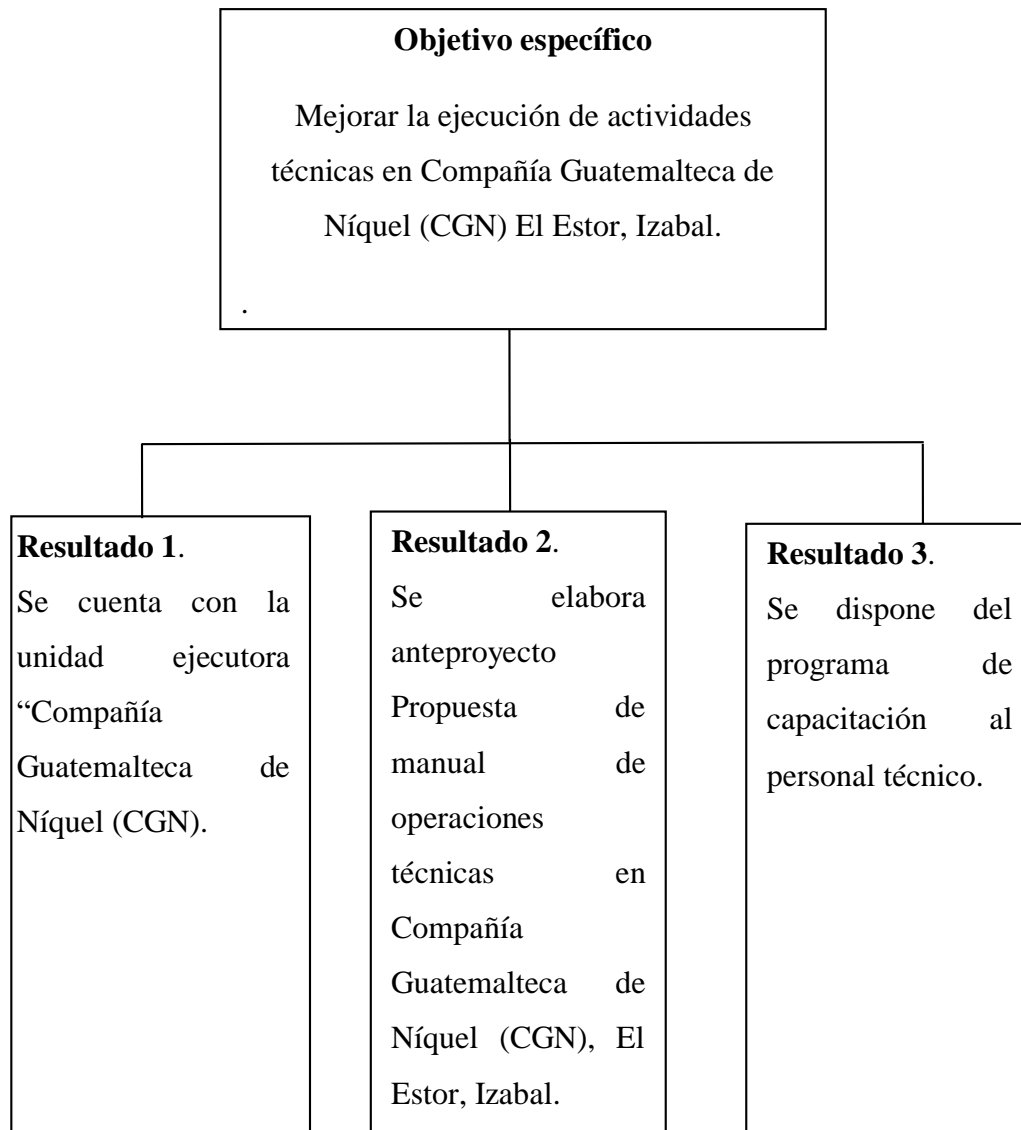 Objetivo específico
Mejorar la ejecución de actividades
técnicas en Compañía Guatemalteca de
Níquel (CGN) El Estor, Izabal.
.
Resultado 1.
Se cuenta con la
unidad ejecutora
“Compañía
Guatemalteca de
Níquel (CGN).
Resultado 2.
Se elabora
anteproyecto
Propuesta de
manual de
operaciones
técnicas en
Compañía
Guatemalteca de
Níquel (CGN), El
Estor, Izabal.
Resultado 3.
Se dispone del
programa de
capacitación al
personal técnico.